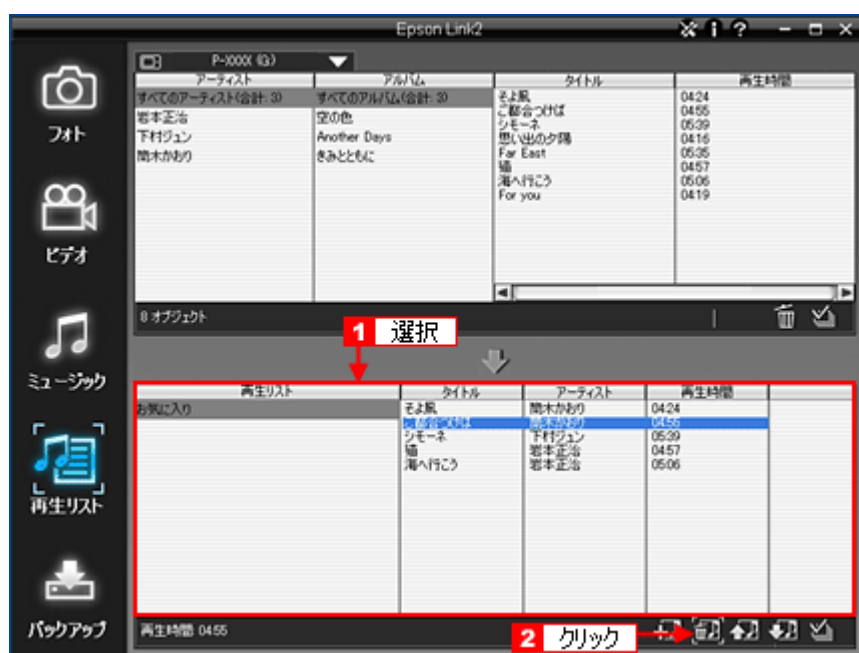 Epson Link2
P-XXXX (G)
アーティスト アルバム タイトル 再生時間
すべてのアーティスト(合計: 3) すべてのアルバム(合計: 3) そよ風 04:24
ご都合つけば 04:55
岩本正治 空の色 シモーネ 05:39
下村ジュン Another Days 思い出の夕陽 04:16
簡木かおり きみとともに Far East 05:35
猫 04:57
海へ行こう 05:06
For you 04:19
8 オブジェクト
フォト
ビデオ
ミュージック
再生リスト
バックアップ
1 選択
再生リスト タイトル アーティスト 再生時間
お気に入り そよ風 簡木かおり 04:24
ご都合つけば 簡木かおり 04:55
シモーネ 下村ジュン 05:39
猫 岩本正治 04:57
海へ行こう 岩本正治 05:06
再生時間 04:55
2 クリック